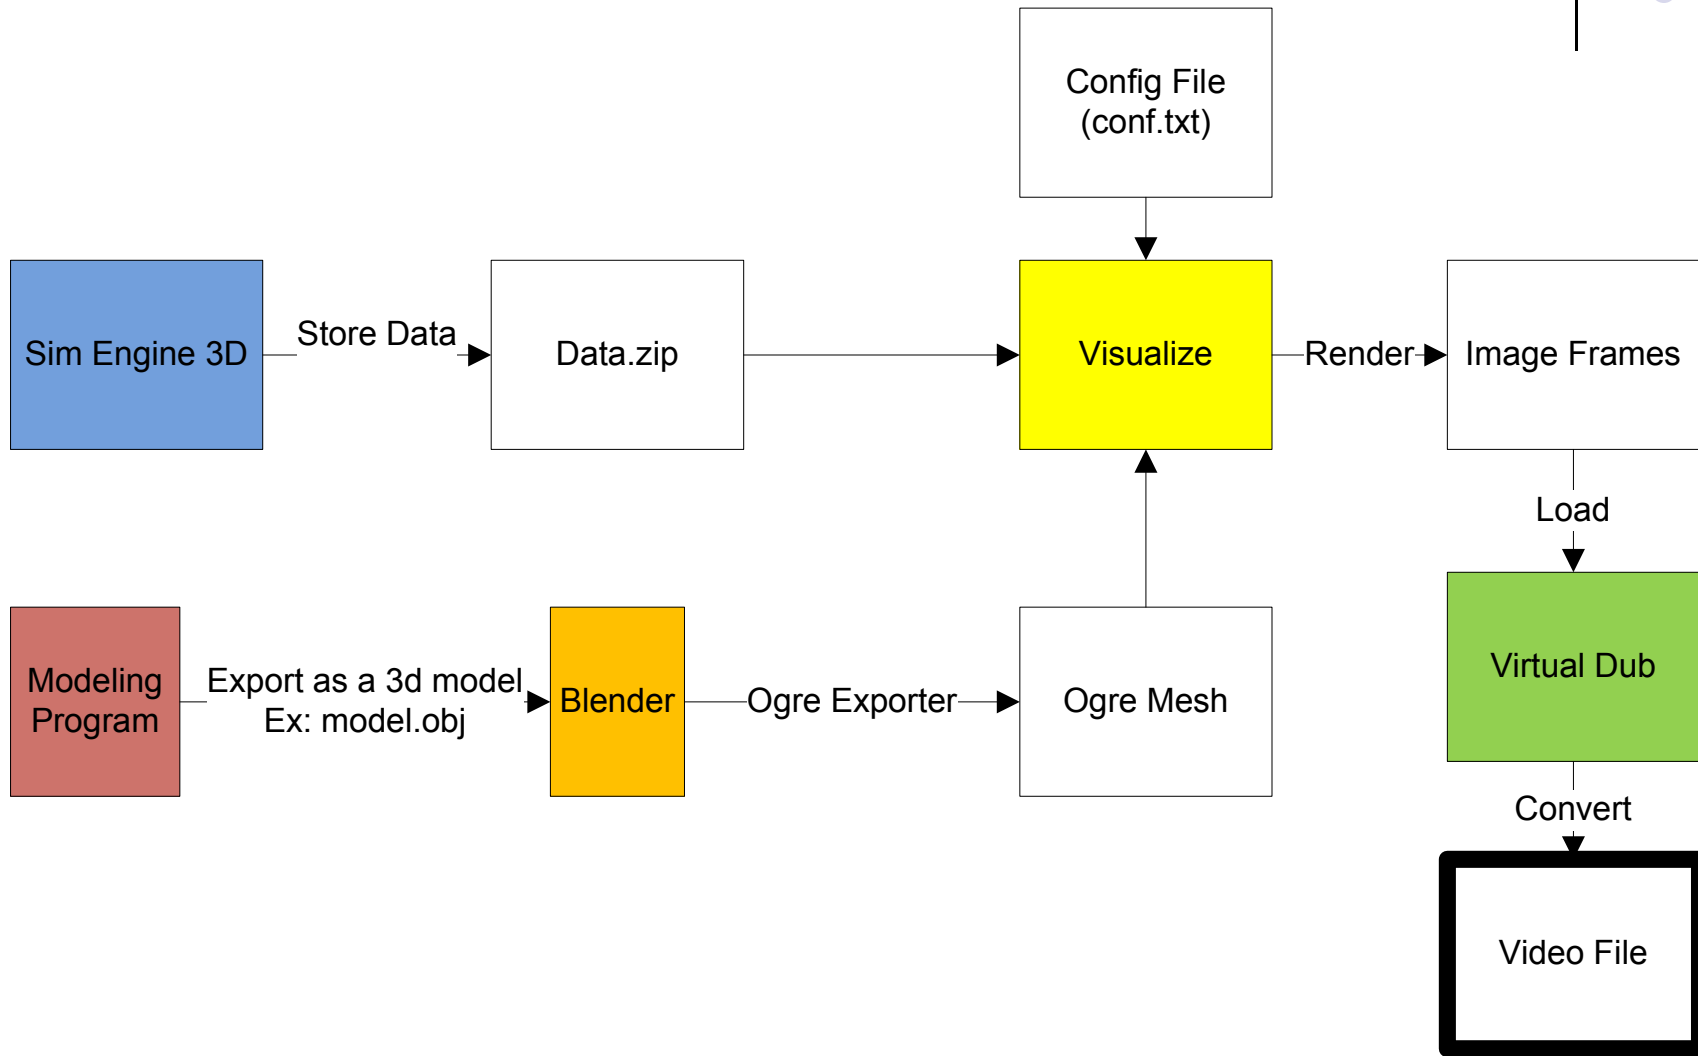 Config File
(conf.txt)
Sim Engine 3D
Store Data
Data.zip
Visualize
Render
Image Frames
Load
Modeling
Program
Export as a 3d model
Ex: model.obj
Blender
Ogre Exporter
Ogre Mesh
Virtual Dub
Convert
Video File